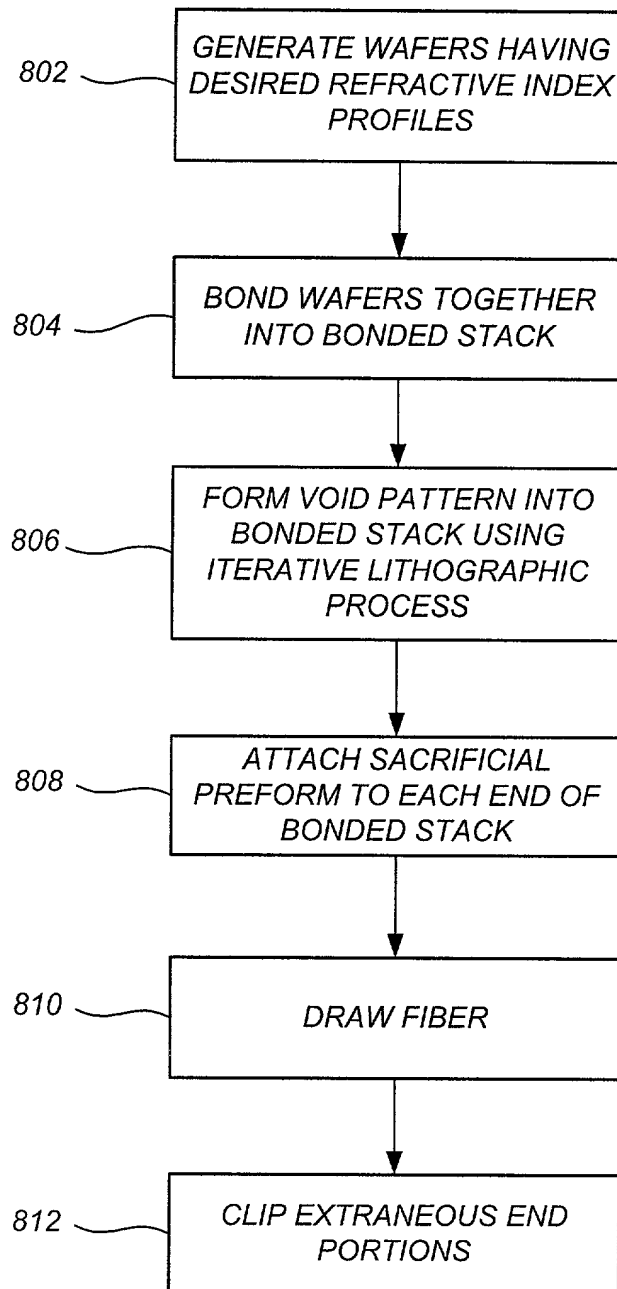 802
GENERATE WAFERS HAVING
DESIRED REFRACTIVE INDEX
PROFILES
804
BOND WAFERS TOGETHER
INTO BONDED STACK
806
FORM VOID PATTERN INTO
BONDED STACK USING
ITERATIVE LITHOGRAPHIC
PROCESS
808
ATTACH SACRIFICIAL
PREFORM TO EACH END OF
BONDED STACK
810
DRAW FIBER
812
CLIP EXTRANEOUS END
PORTIONS